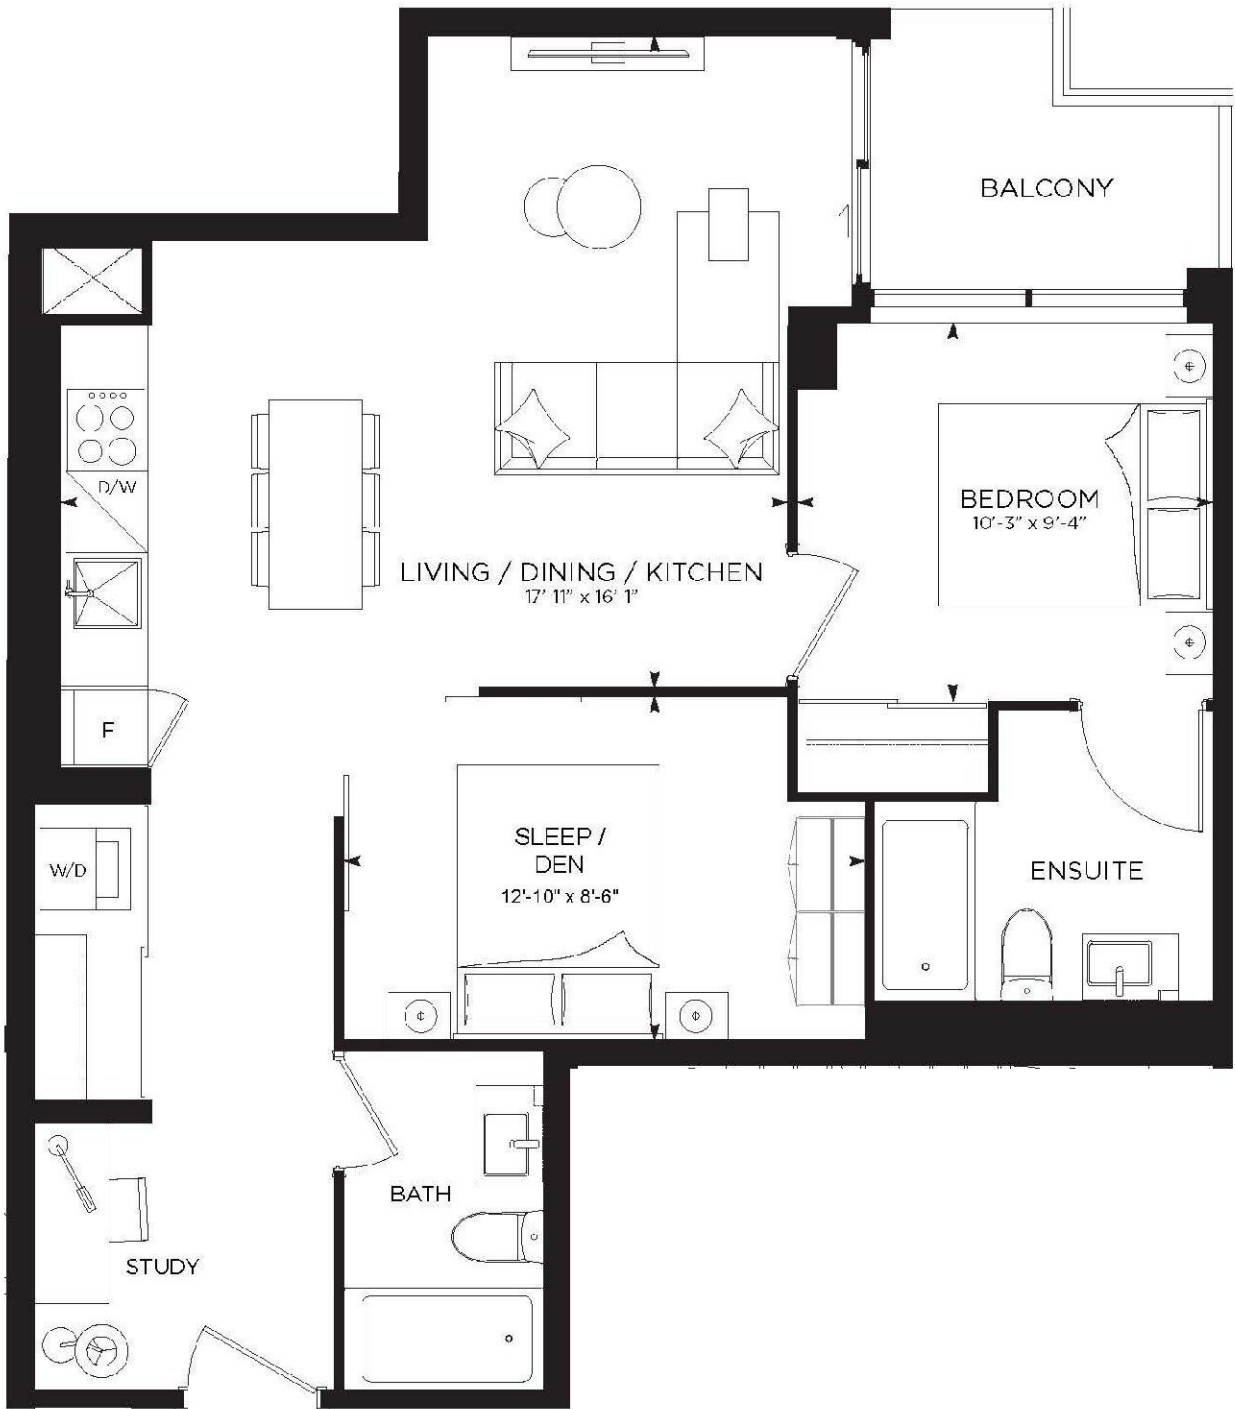 BALCONY
D/W
BEDROOM
10'-3" x 9'-4"
LIVING / DINING / KITCHEN
17' 11" x 16' 1"
F
SLEEP /
DEN
12'-10" x 8'-6"
W/D
ENSUITE
BATH
STUDY